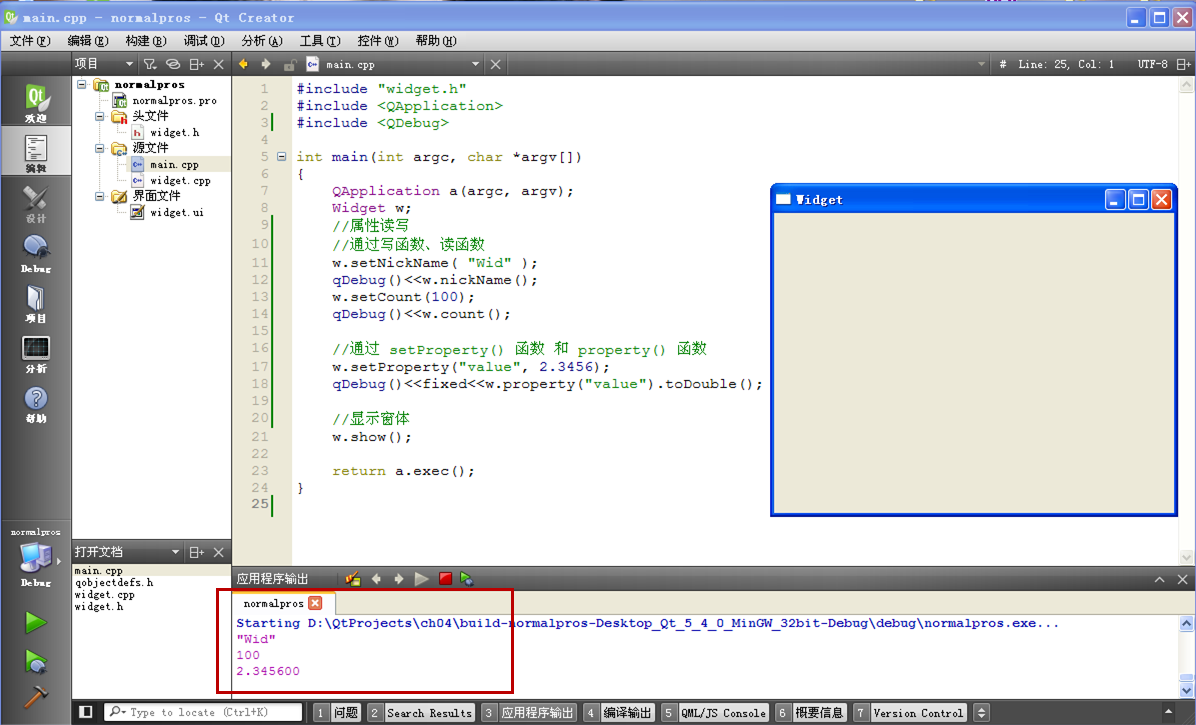 main.cpp - normalpros - Qt Creator
文件(F) 编辑(E) 构建(B) 调试(D) 分析(A) 工具(T) 控件(W) 帮助(H)
项目
main.cpp
# Line: 25, Col: 1 UTF-8
欢迎
编辑
设计
Debug
项目
分析
帮助
normalpros
Debug
normalpros
normalpros.pro
头文件
widget.h
源文件
main.cpp
widget.cpp
界面文件
widget.ui
打开文档
main.cpp
qobjectdefs.h
widget.cpp
widget.h
1 #include "widget.h"
2 #include <QApplication>
3 #include <QDebug>
4
5 int main(int argc, char *argv[])
6 {
7 QApplication a(argc, argv);
8 Widget w;
9 //属性读写
10 //通过写函数、读函数
11 w.setNickName( "Wid" );
12 qDebug()<<w.nickName();
13 w.setCount(100);
14 qDebug()<<w.count();
15
16 //通过 setProperty() 函数 和 property() 函数
17 w.setProperty("value", 2.3456);
18 qDebug()<<fixed<<w.property("value").toDouble();
19
20 //显示窗体
21 w.show();
22
23 return a.exec();
24 }
25
Widget
应用程序输出
normalpros
Starting D:\QtProjects\ch04\build-normalpros-Desktop_Qt_5_4_0_MinGW_32bit-Debug\debug\normalpros.exe...
"Wid"
100
2.345600
Type to locate (Ctrl+K) 1 问题 2 Search Results 3 应用程序输出 4 编译输出 5 QML/JS Console 6 概要信息 7 Version Control